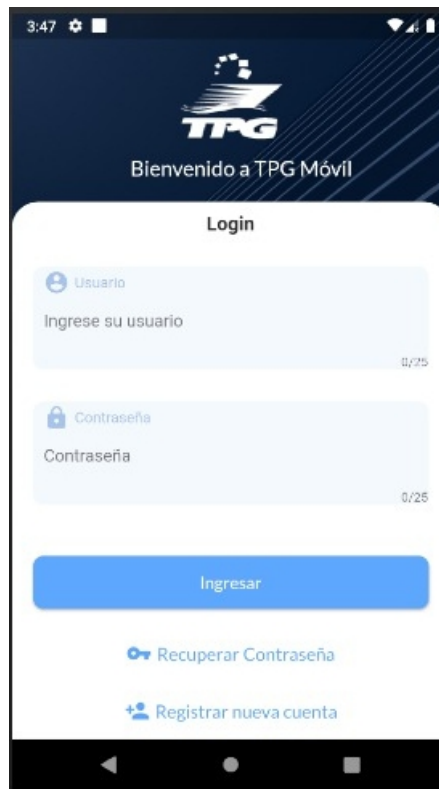 3:47
TPG
Bienvenido a TPG Móvil
Login
Usuario
Ingrese su usuario
0/25
Contraseña
Contraseña
0/25
Ingresar
Recuperar Contraseña
Registrar nueva cuenta